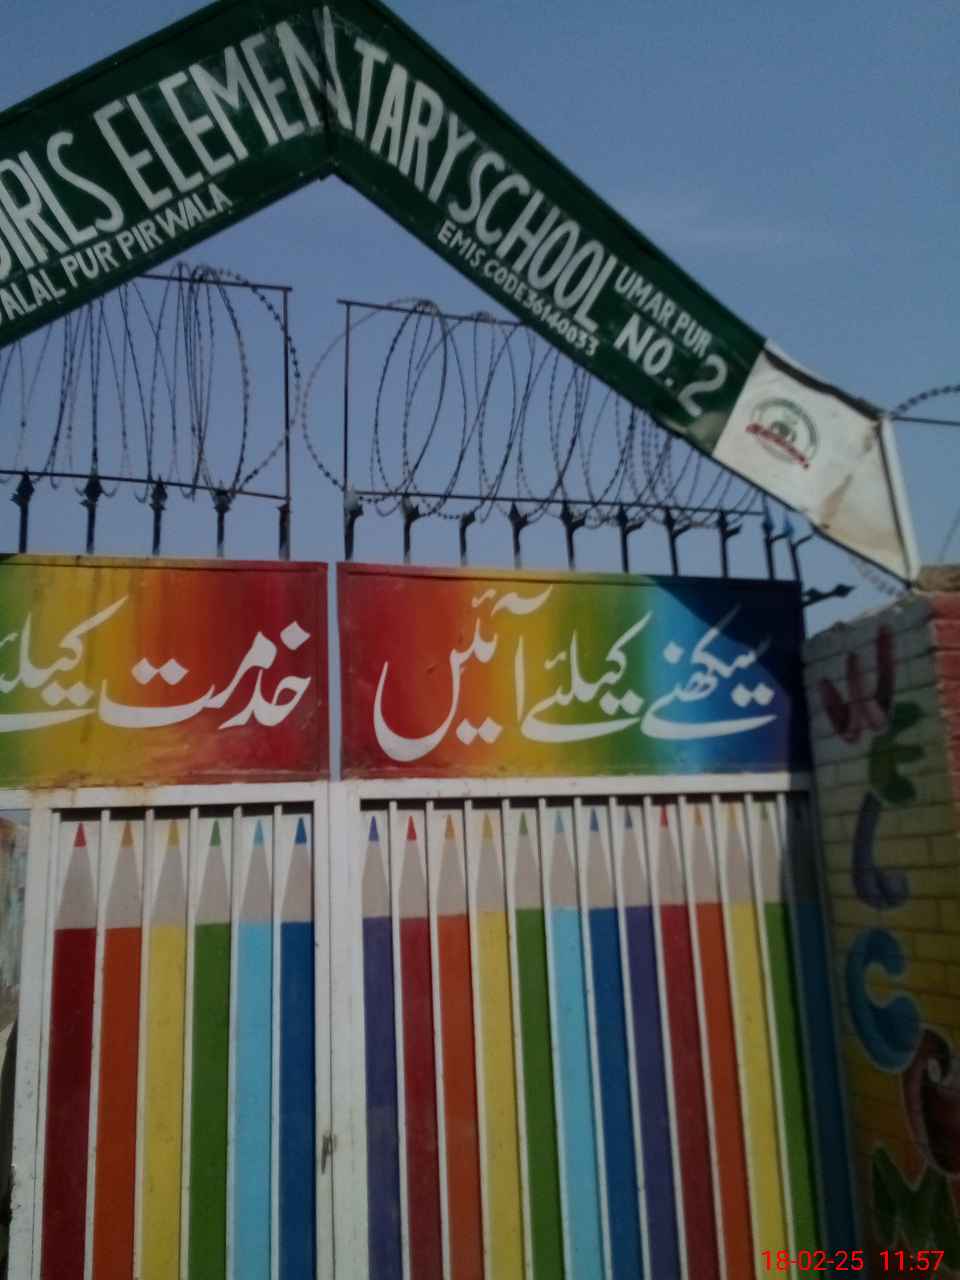 GIRLS ELEMENTARY SCHOOL UMAR PUR NO. 2
JALAL PUR PIRWALA
EMIS CODE 36140033
سیکھنے کیلئے آئیں
خدمت کیلئے
WELCOM
18-02-25 11:57